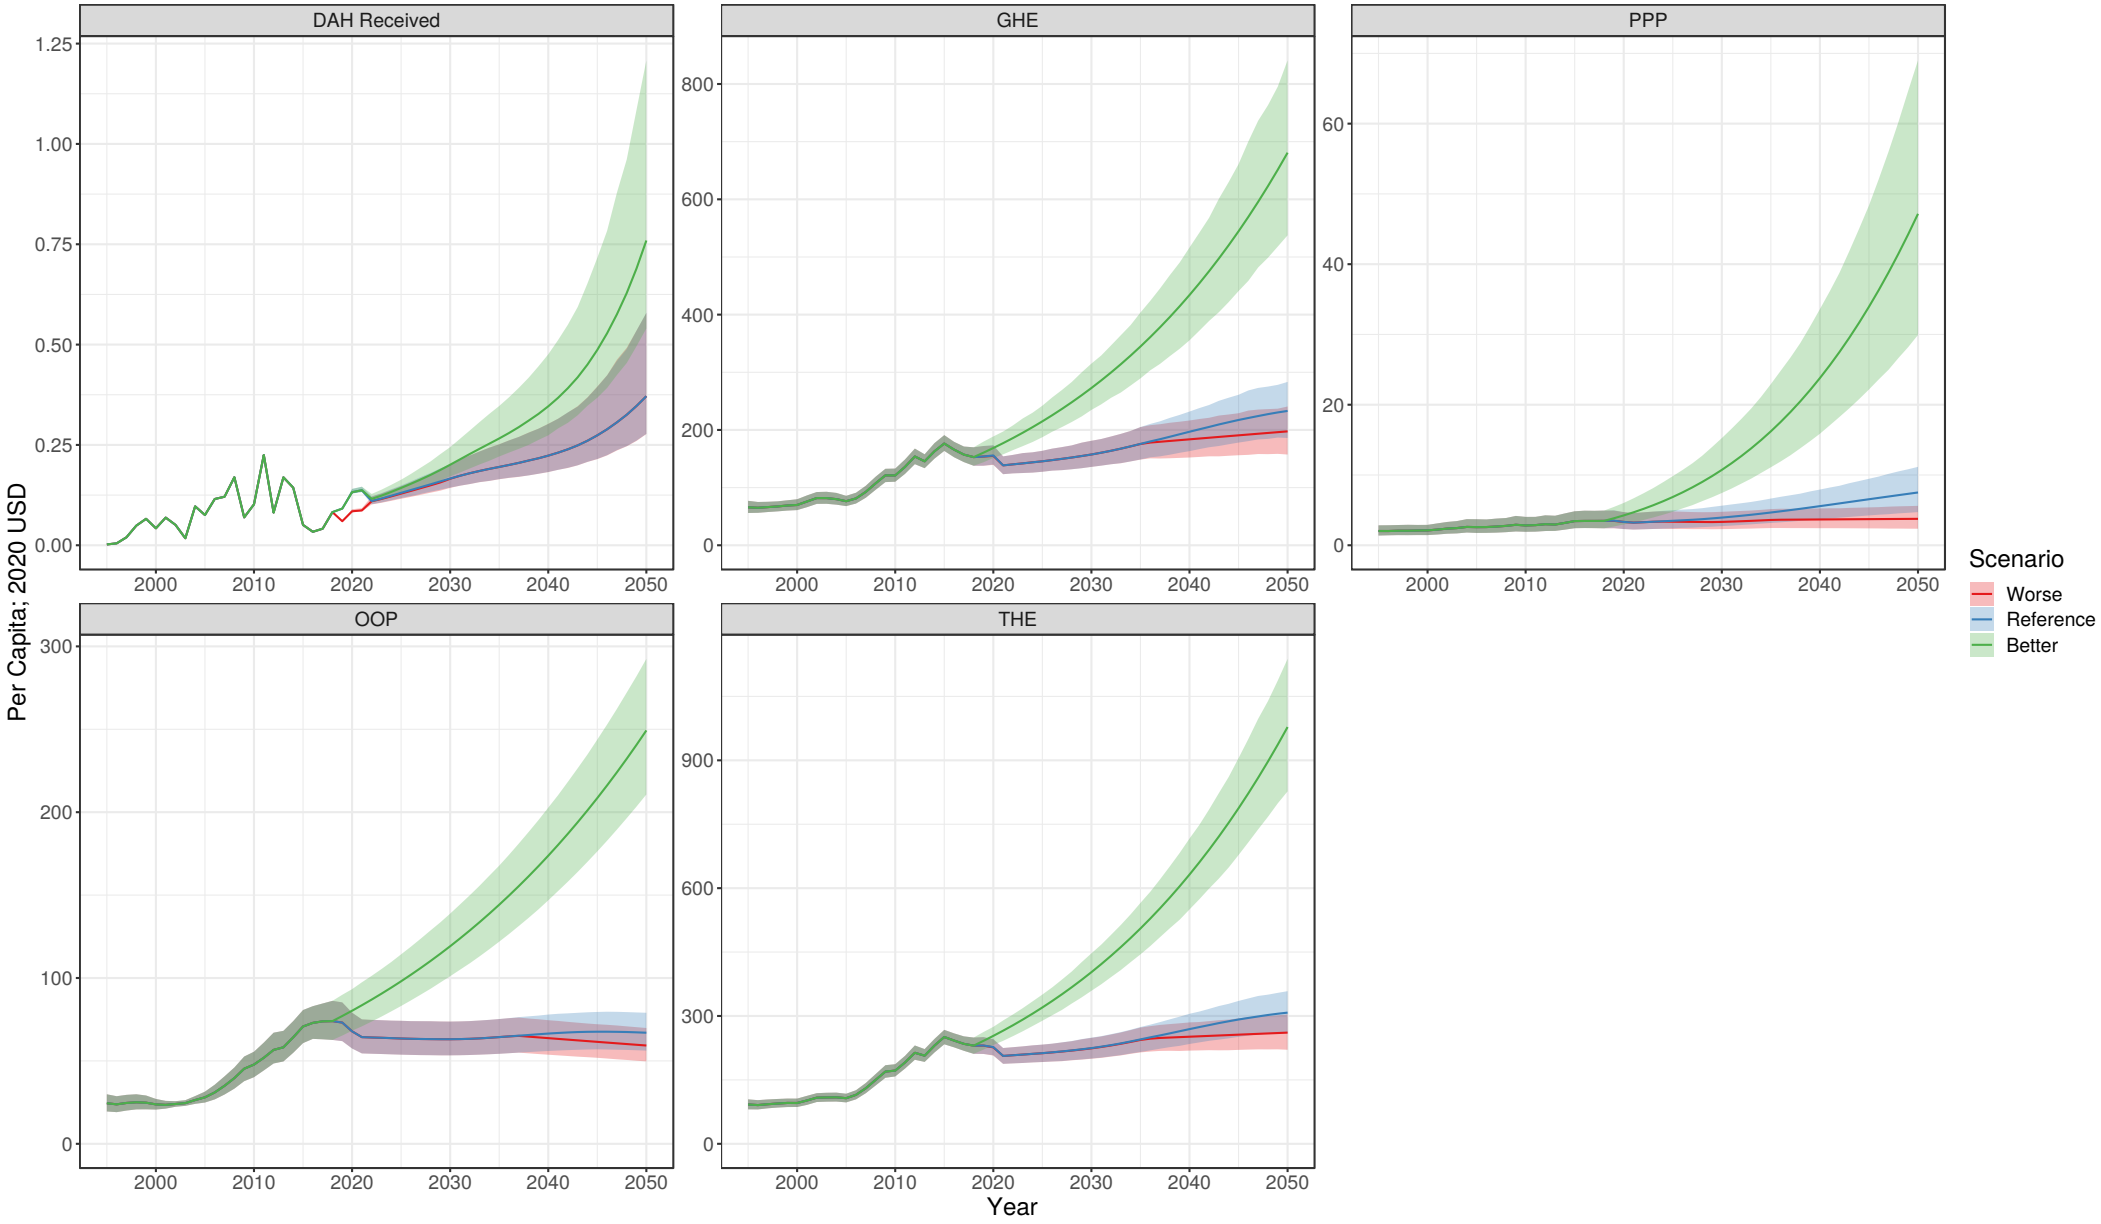 DAH Received
GHE
PPP
1.25
1.00
0.75
0.50
0.25
0.00
800
600
400
200
0
60
40
20
0
2000 2010 2020 2030 2040 2050
2000 2010 2020 2030 2040 2050
2000 2010 2020 2030 2040 2050
OOP
THE
300
200
100
0
900
600
300
0
2000 2010 2020 2030 2040 2050
2000 2010 2020 2030 2040 2050
Per Capita; 2020 USD
Year
Scenario
Worse
Reference
Better